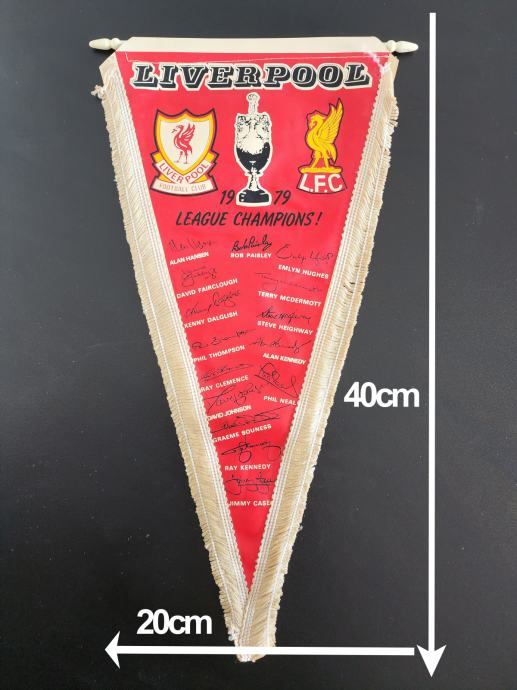 LIVERPOOL
LIVERPOOL
FOOTBALL CLUB
L.F.C
19 79
LEAGUE CHAMPIONS!
ALAN HANSEN
BOB PAISLEY
EMLYN HUGHES
DAVID FAIRCLOUGH
TERRY MCDERMOTT
KENNY DALGLISH
STEVE HEIGHWAY
PHIL THOMPSON
ALAN KENNEDY
RAY CLEMENCE
PHIL NEAL
DAVID JOHNSON
GRAEME SOUNESS
RAY KENNEDY
JIMMY CASE
40cm
20cm